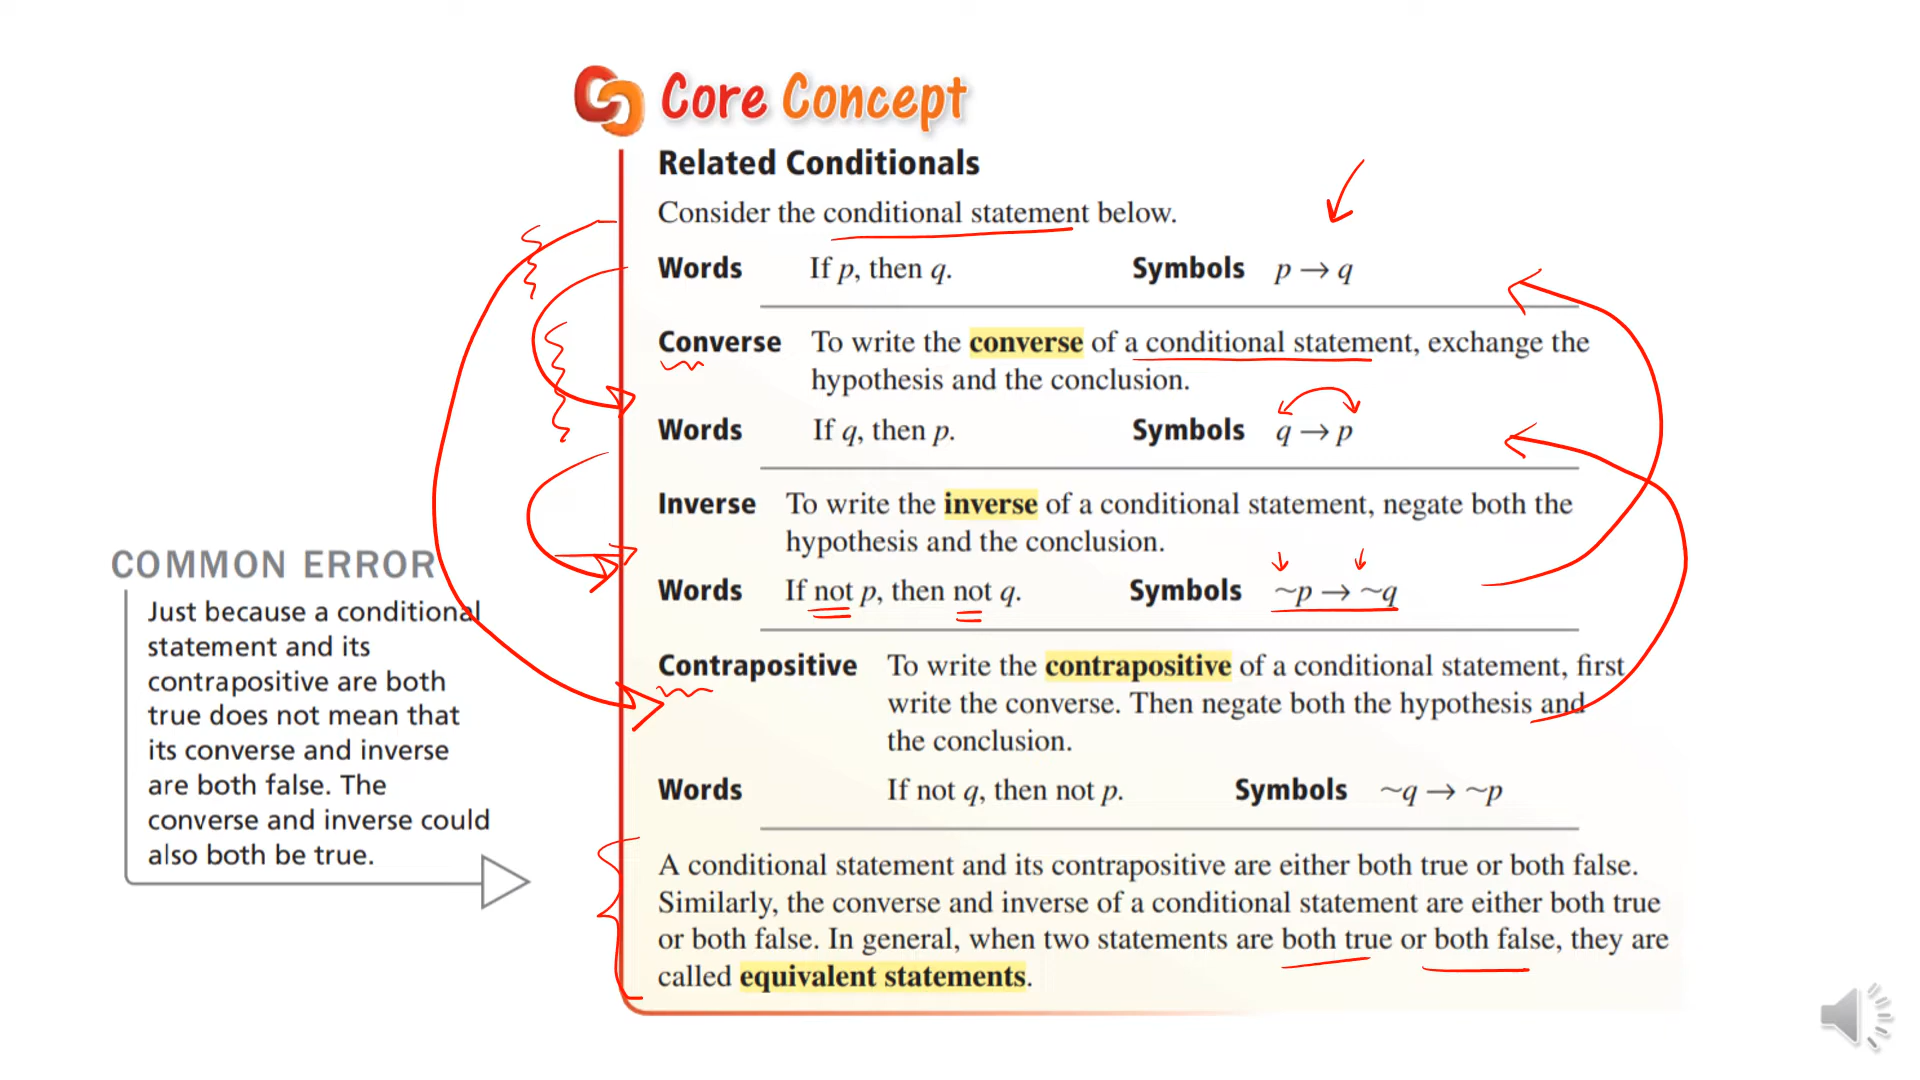 Core Concept
Related Conditionals
Consider the conditional statement below.
Words If p, then q. Symbols p → q
Converse To write the converse of a conditional statement, exchange the
hypothesis and the conclusion.
Words If q, then p. Symbols q → p
Inverse To write the inverse of a conditional statement, negate both the
hypothesis and the conclusion.
Words If not p, then not q. Symbols ~p → ~q
Contrapositive To write the contrapositive of a conditional statement, first
write the converse. Then negate both the hypothesis and
the conclusion.
Words If not q, then not p. Symbols ~q → ~p
A conditional statement and its contrapositive are either both true or both false.
Similarly, the converse and inverse of a conditional statement are either both true
or both false. In general, when two statements are both true or both false, they are
called equivalent statements.
COMMON ERROR
Just because a conditional
statement and its
contrapositive are both
true does not mean that
its converse and inverse
are both false. The
converse and inverse could
also both be true.